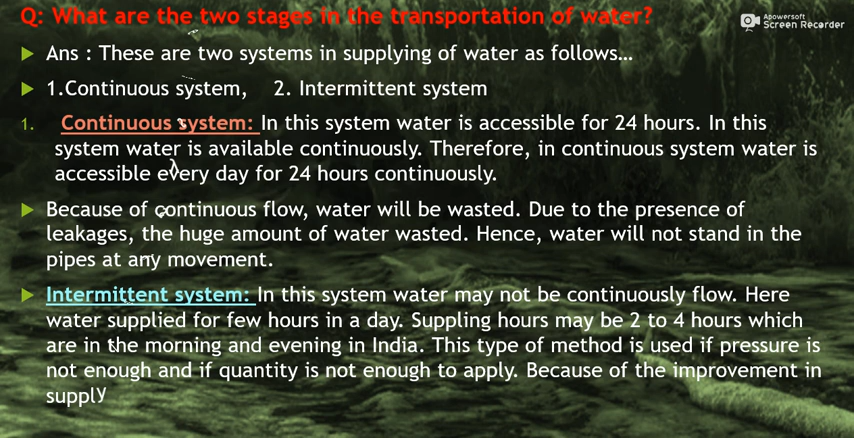 Q: What are the two stages in the transportation of water?
Apowersoft
Screen Recorder
Ans : These are two systems in supplying of water as follows...
1.Continuous system, 2. Intermittent system
1. Continuous system: In this system water is accessible for 24 hours. In this
system water is available continuously. Therefore, in continuous system water is
accessible every day for 24 hours continuously.
Because of continuous flow, water will be wasted. Due to the presence of
leakages, the huge amount of water wasted. Hence, water will not stand in the
pipes at any movement.
Intermittent system: In this system water may not be continuously flow. Here
water supplied for few hours in a day. Suppling hours may be 2 to 4 hours which
are in the morning and evening in India. This type of method is used if pressure is
not enough and if quantity is not enough to apply. Because of the improvement in
supply